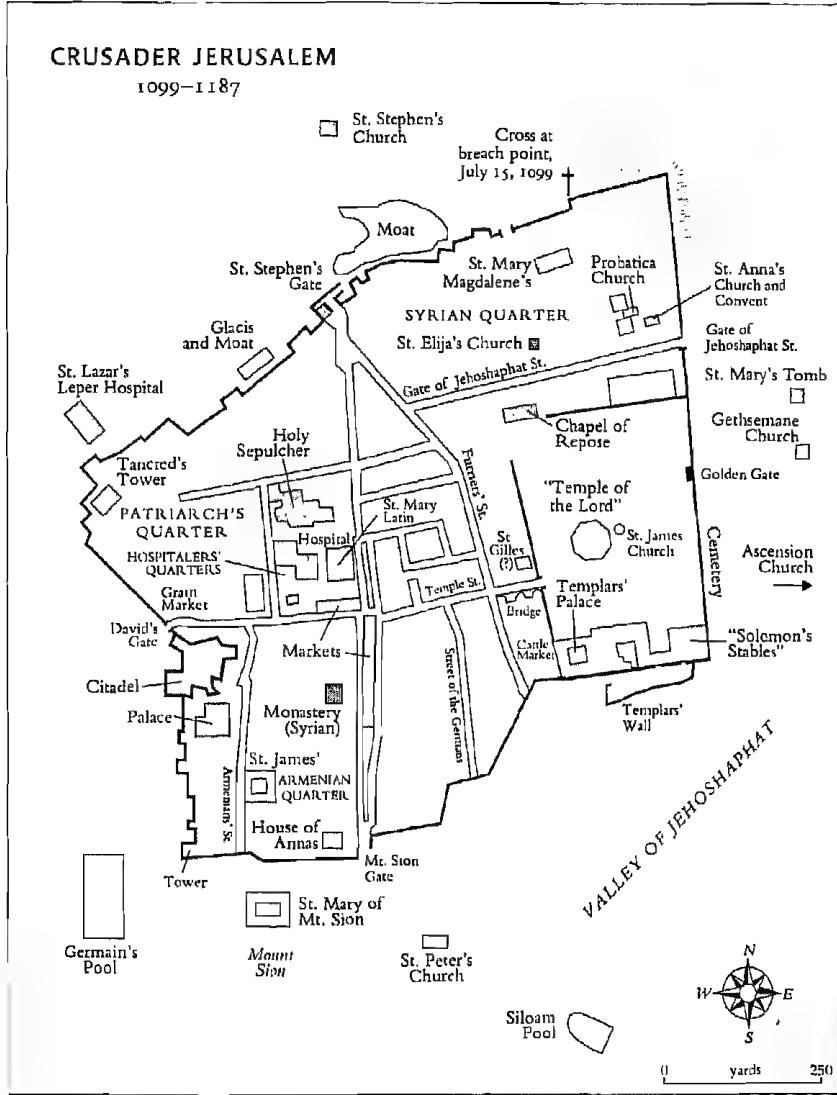 CRUSADER JERUSALEM
1099–1187
St. Stephen's
Church
Cross at
breach point,
July 15, 1099
Moat
St. Stephen's
Gate
St. Mary
Magdalene's
Probatica
Church
St. Anna's
Church and
Convent
SYRIAN QUARTER
Glacis
and Moat
St. Elija's Church
Gate of
Jehoshaphat St.
St. Lazar's
Leper Hospital
Gate of Jehoshaphat St.
St. Mary's Tomb
Chapel of
Repose
Gethsemane
Church
Holy
Sepulcher
Tancred's
Tower
Furriers' St.
Golden Gate
"Temple of
the Lord"
St. Mary
Latin
PATRIARCH'S
QUARTER
Hospital
St
Gilles
(?)
St. James
Church
Cemetery
HOSPITALERS'
QUARTERS
Ascension
Church
Grain
Market
Temple St.
Templars'
Palace
Bridge
David's
Gate
Markets
Cattle
Market
"Solomon's
Stables"
Citadel
Street of the Germans
Palace
Monastery
(Syrian)
Templars'
Wall
St. James'
ARMENIAN
QUARTER
Armenians' St.
VALLEY OF JEHOSHAPHAT
House of
Annas
Mt. Sion
Gate
Tower
St. Mary of
Mt. Sion
Germain's
Pool
Mount
Sion
St. Peter's
Church
N
W
E
S
Siloam
Pool
0 yards 250